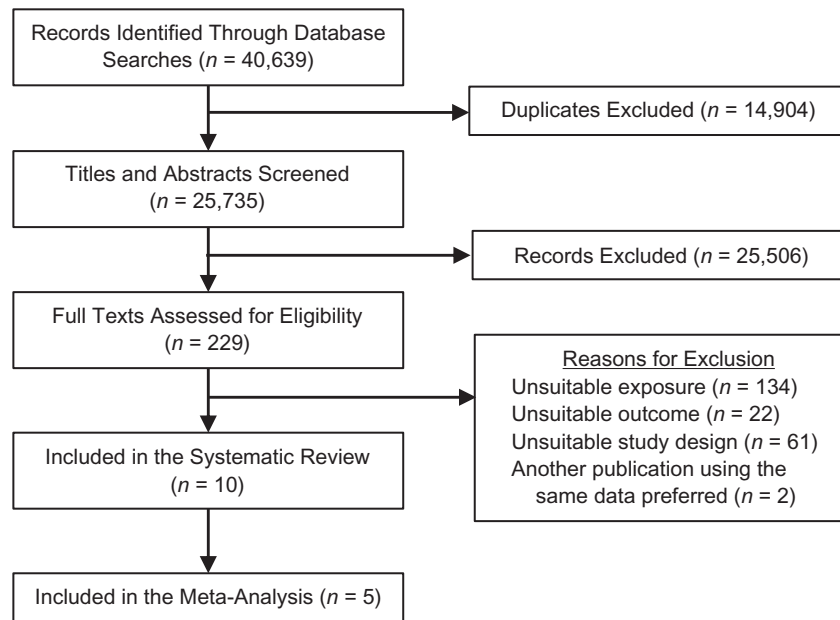 Records Identified Through Database
Searches (n = 40,639)
Duplicates Excluded (n = 14,904)
Titles and Abstracts Screened
(n = 25,735)
Records Excluded (n = 25,506)
Full Texts Assessed for Eligibility
(n = 229)
Reasons for Exclusion
Unsuitable exposure (n = 134)
Unsuitable outcome (n = 22)
Unsuitable study design (n = 61)
Another publication using the
same data preferred (n = 2)
Included in the Systematic Review
(n = 10)
Included in the Meta-Analysis (n = 5)